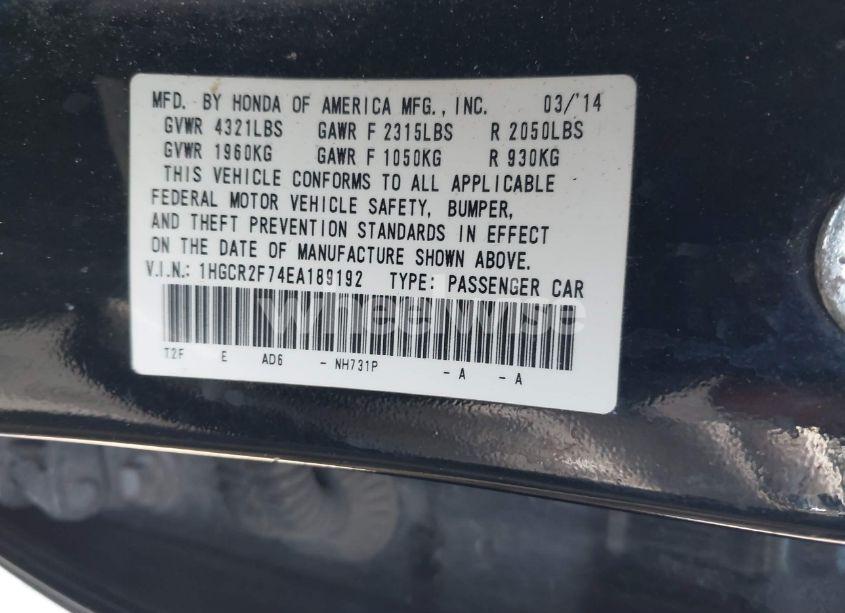 MFD. BY HONDA OF AMERICA MFG., INC. 03/'14
GVWR 4321LBS GAWR F 2315LBS R 2050LBS
GVWR 1960KG GAWR F 1050KG R 930KG
THIS VEHICLE CONFORMS TO ALL APPLICABLE
FEDERAL MOTOR VEHICLE SAFETY, BUMPER,
AND THEFT PREVENTION STANDARDS IN EFFECT
ON THE DATE OF MANUFACTURE SHOWN ABOVE.
V.I.N.: 1HGCR2F74EA189192 TYPE: PASSENGER CAR
wheelwise
T2F E AD6 - NH731P - A - A